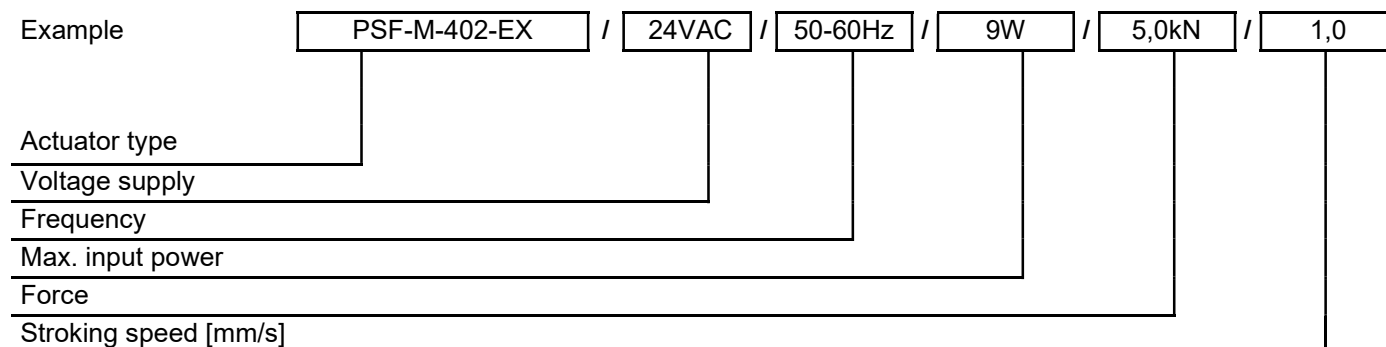 Example PSF-M-402-EX / 24VAC / 50-60Hz / 9W / 5,0kN / 1,0
Actuator type
Voltage supply
Frequency
Max. input power
Force
Stroking speed [mm/s]